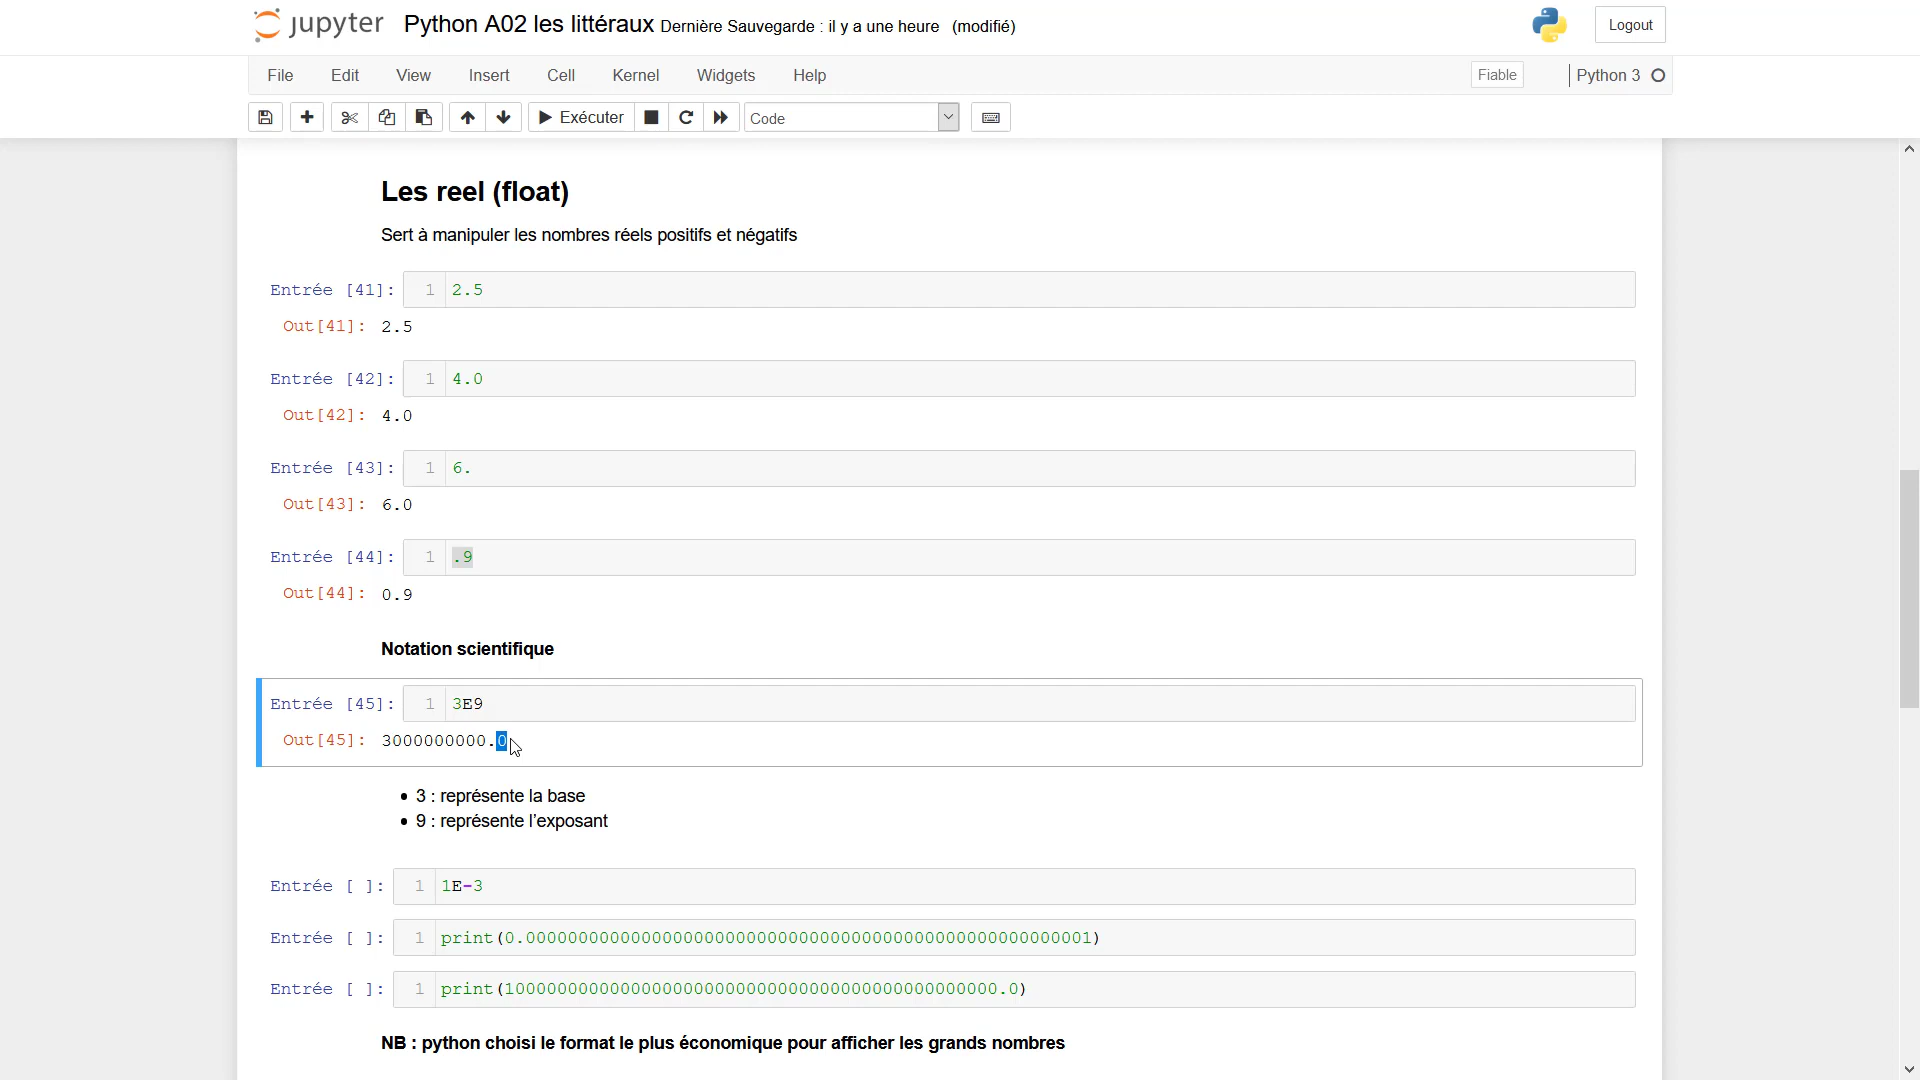 jupyter Python A02 les littéraux Dernière Sauvegarde : il y a une heure (modifié)
Logout
File Edit View Insert Cell Kernel Widgets Help
Fiable
Python 3
Exécuter
Code
Les reel (float)
Sert à manipuler les nombres réels positifs et négatifs
Entrée [41]: 1 2.5
Out[41]: 2.5
Entrée [42]: 1 4.0
Out[42]: 4.0
Entrée [43]: 1 6.
Out[43]: 6.0
Entrée [44]: 1 .9
Out[44]: 0.9
Notation scientifique
Entrée [45]: 1 3E9
Out[45]: 3000000000.0
3 : représente la base
9 : représente l’exposant
Entrée [ ]: 1 1E-3
Entrée [ ]: 1 print(0.000000000000000000000000000000000000000000000000000001)
Entrée [ ]: 1 print(10000000000000000000000000000000000000000000000.0)
NB : python choisi le format le plus économique pour afficher les grands nombres